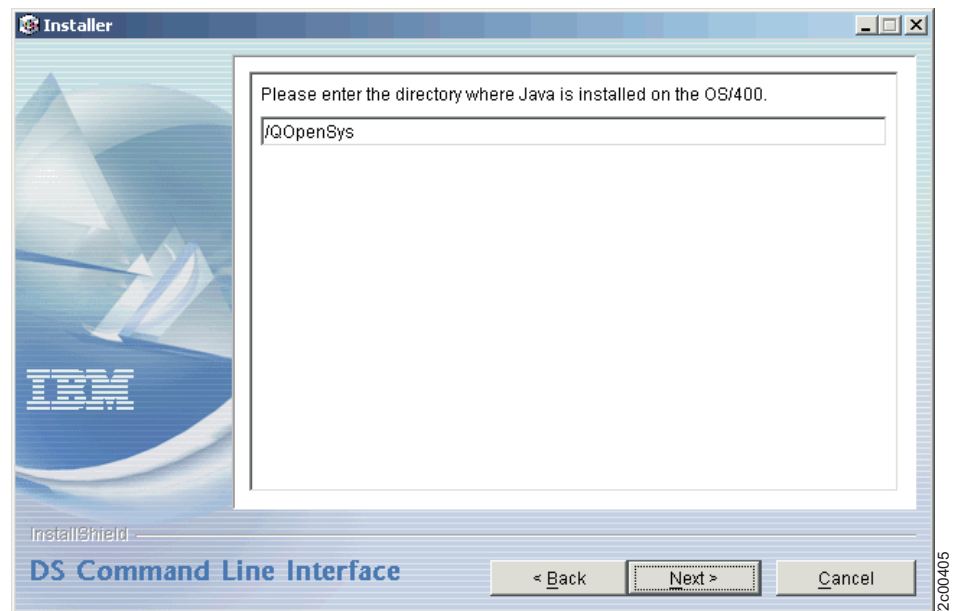 Installer
Please enter the directory where Java is installed on the OS/400.
/QOpenSys
IBM
InstallShield
DS Command Line Interface
< Back
Next >
Cancel
2c00405